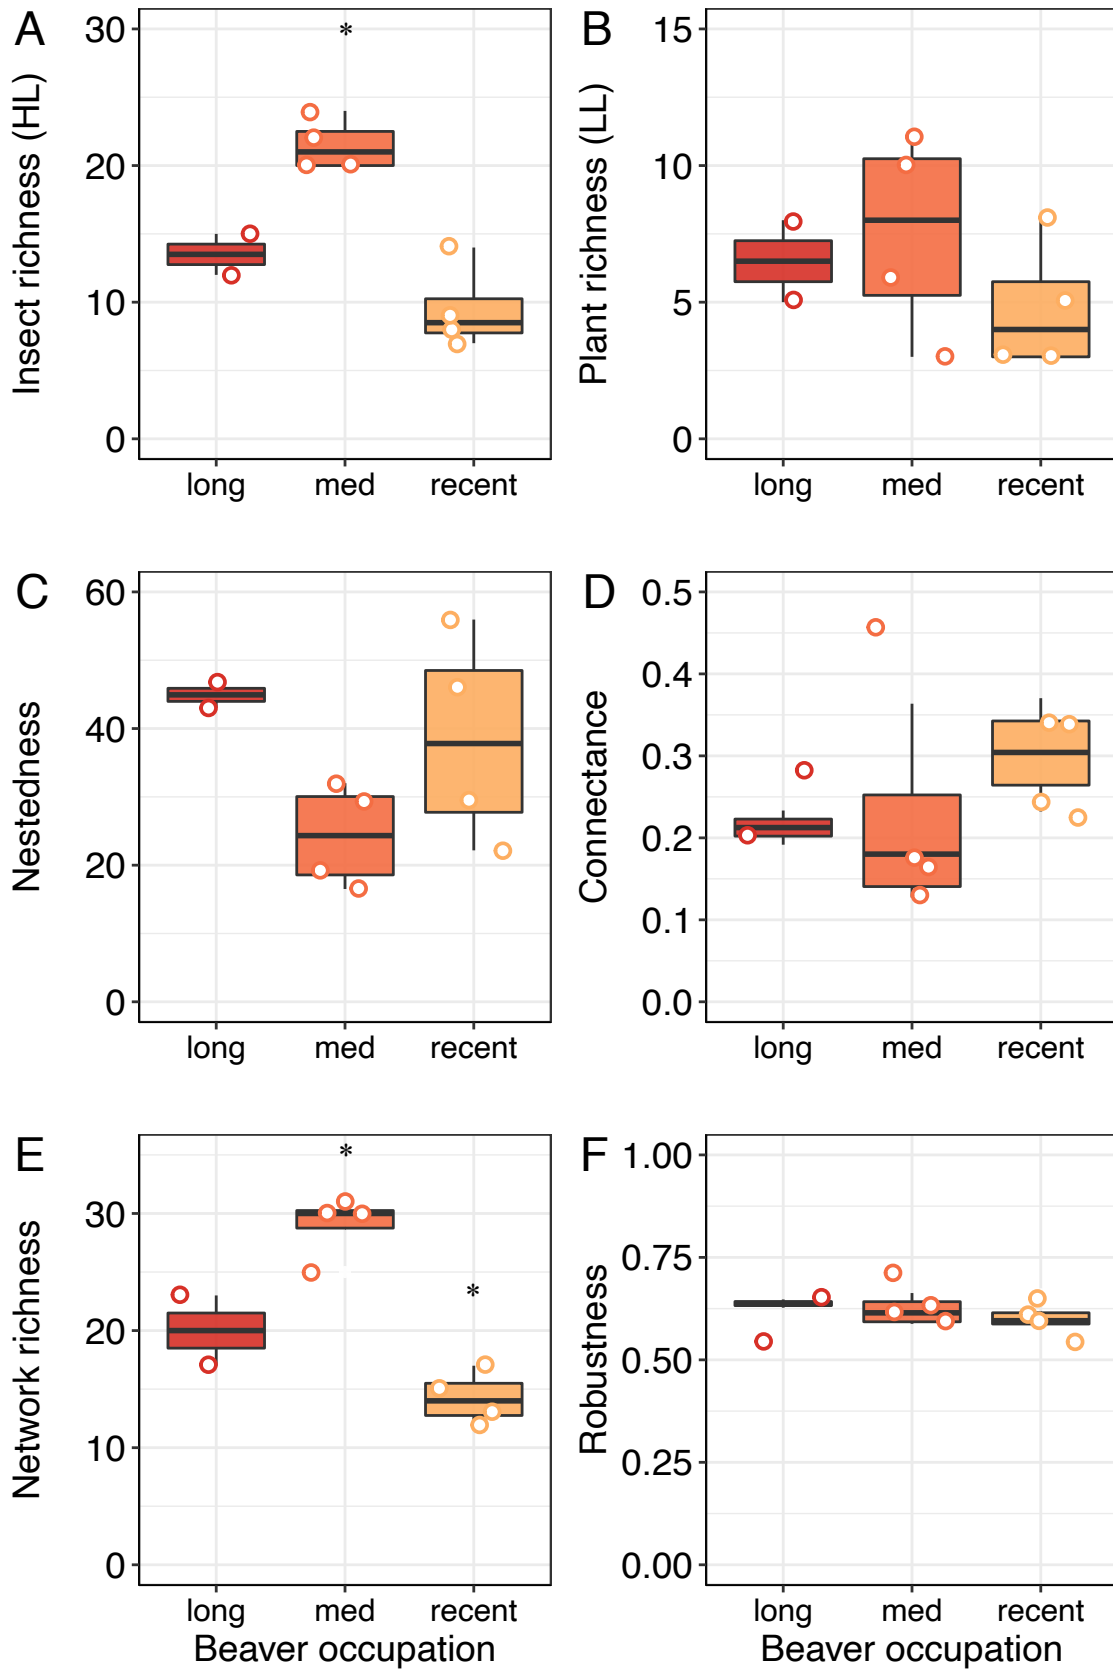 A
Insect richness (HL)
30
20
10
0
*
long med recent
B
Plant richness (LL)
15
10
5
0
long med recent
C
Nestedness
60
40
20
0
long med recent
D
Connectance
0.5
0.4
0.3
0.2
0.1
0.0
long med recent
E
Network richness
30
20
10
0
*
*
long med recent
Beaver occupation
F
Robustness
1.00
0.75
0.50
0.25
0.00
long med recent
Beaver occupation